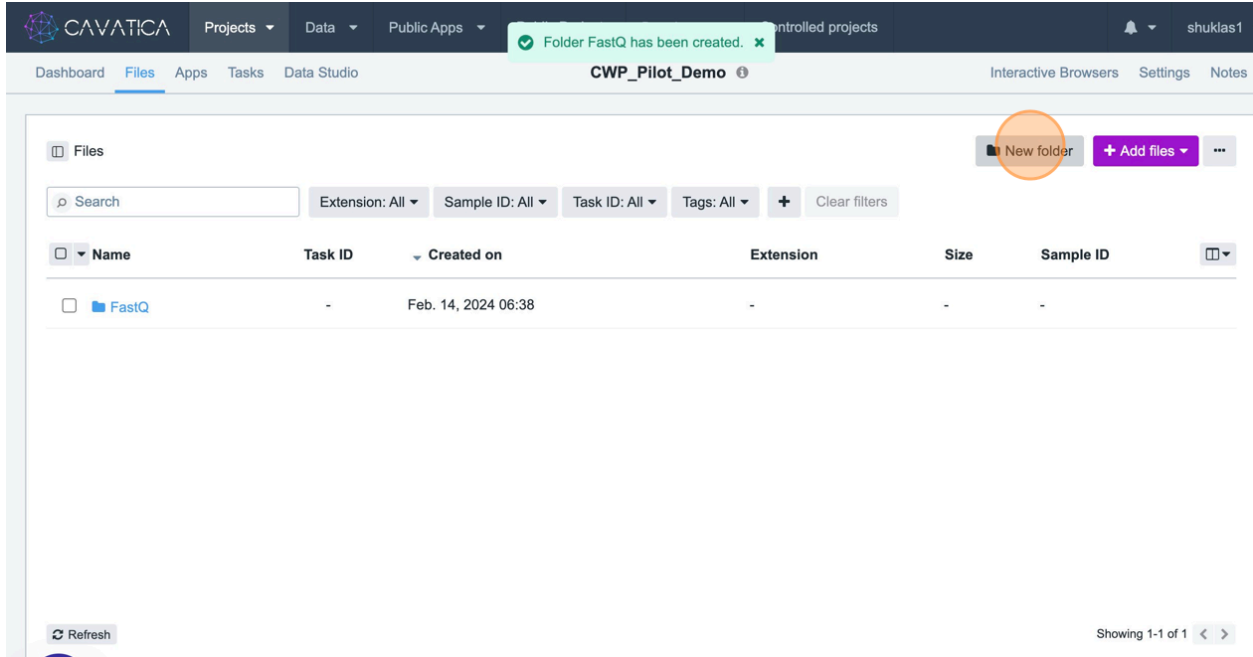 CAVATICA Projects Data Public Apps ontrolled projects shuklas1
Folder FastQ has been created. ×
Dashboard Files Apps Tasks Data Studio CWP_Pilot_Demo Interactive Browsers Settings Notes
Files New folder + Add files ...
Search Extension: All Sample ID: All Task ID: All Tags: All + Clear filters
Name Task ID Created on Extension Size Sample ID
FastQ - Feb. 14, 2024 06:38 - - -
Refresh Showing 1-1 of 1 < >